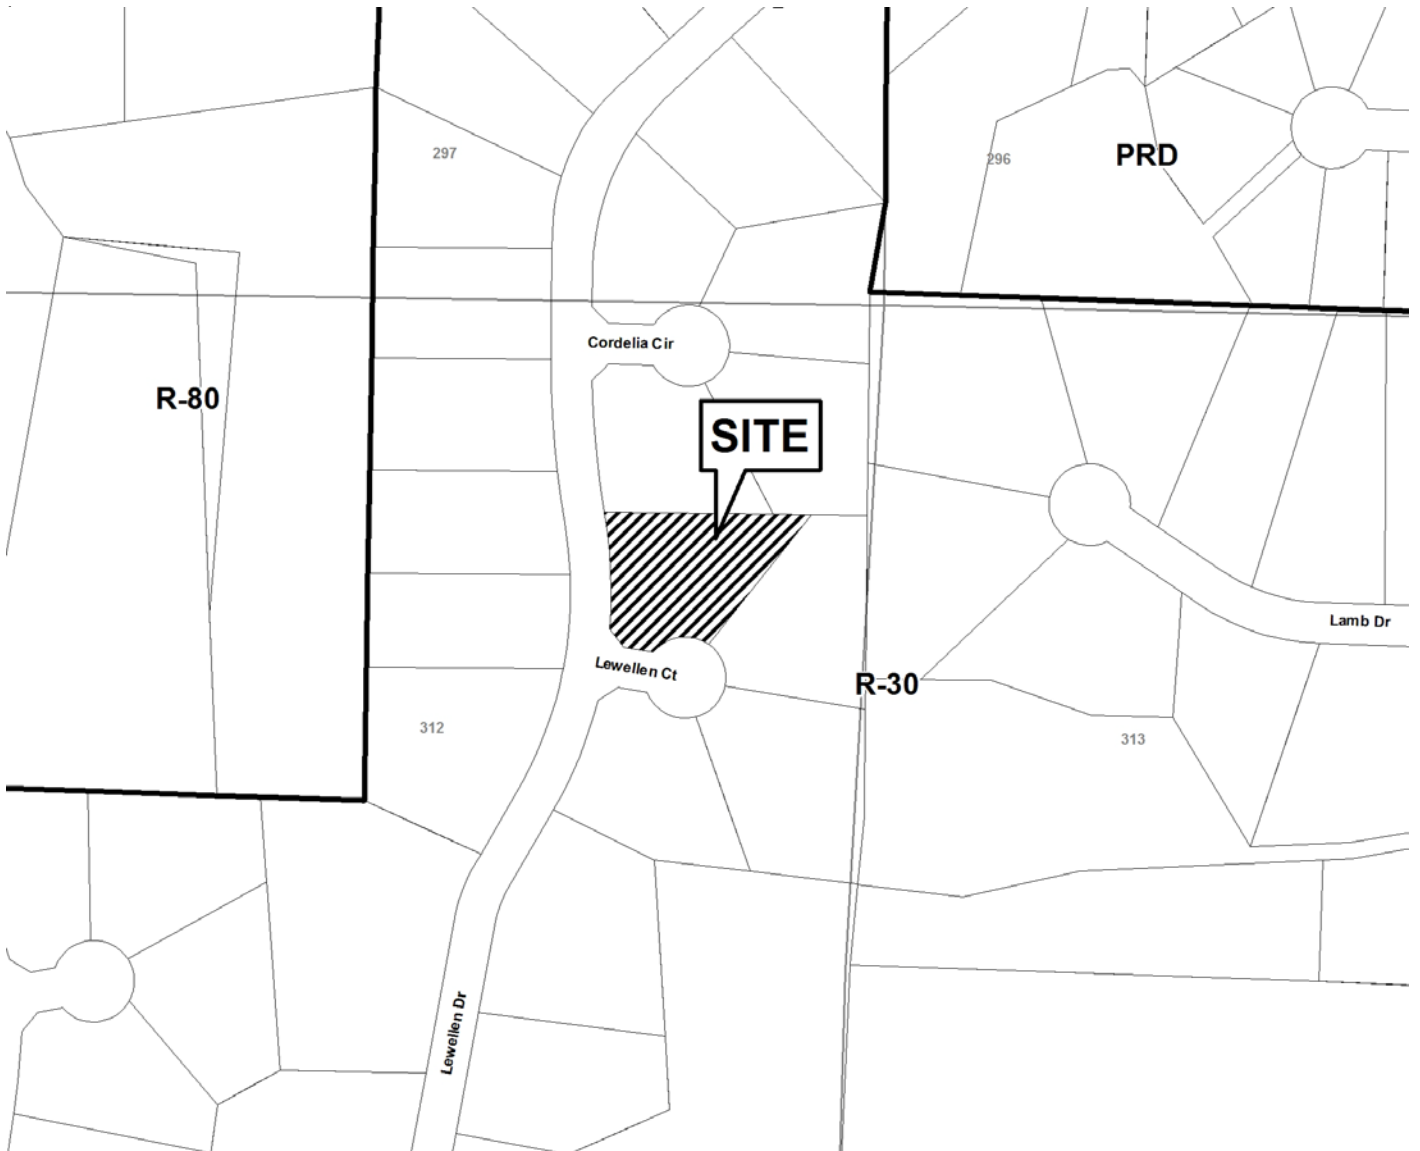 297
296
PRD
Cordelia Cir
R-80
SITE
Lamb Dr
Lewellen Ct
R-30
312
313
Lewellen Dr